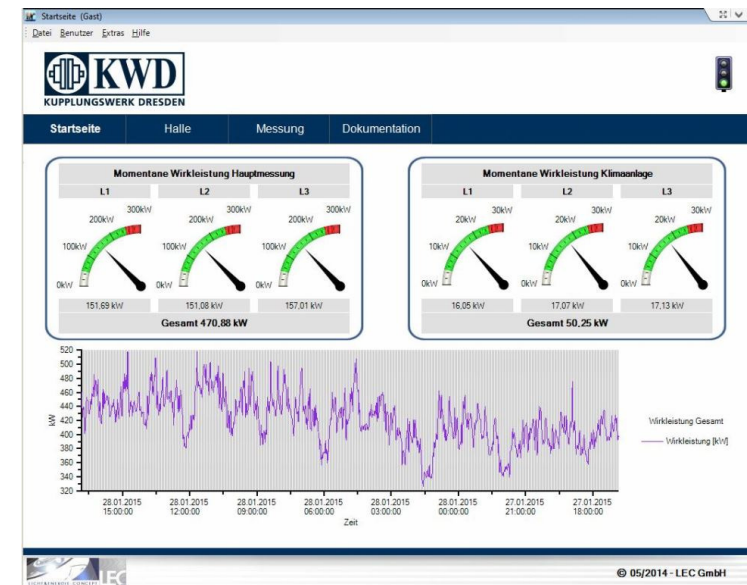 Startseite (Gast)
Datei Benutzer Extras Hilfe
KWD
KUPPLUNGSWERK DRESDEN
Startseite Halle Messung Dokumentation
Momentane Wirkleistung Hauptmessung
L1 L2 L3
0kW 100kW 200kW 300kW
0kW 100kW 200kW 300kW
0kW 100kW 200kW 300kW
151,69 kW 151,08 kW 157,01 kW
Gesamt 470,88 kW
Momentane Wirkleistung Klimaanlage
L1 L2 L3
0kW 10kW 20kW 30kW
0kW 10kW 20kW 30kW
0kW 10kW 20kW 30kW
16,05 kW 17,07 kW 17,13 kW
Gesamt 50,25 kW
520
500
480
460
440
420
400
380
360
340
320
kW
28.01.2015 28.01.2015 28.01.2015 28.01.2015 28.01.2015 28.01.2015 27.01.2015 27.01.2015
15:00:00 12:00:00 09:00:00 06:00:00 03:00:00 00:00:00 21:00:00 18:00:00
Zeit
Wirkleistung Gesamt
Wirkleistung [kW]
LEC
© 05/2014 - LEC GmbH